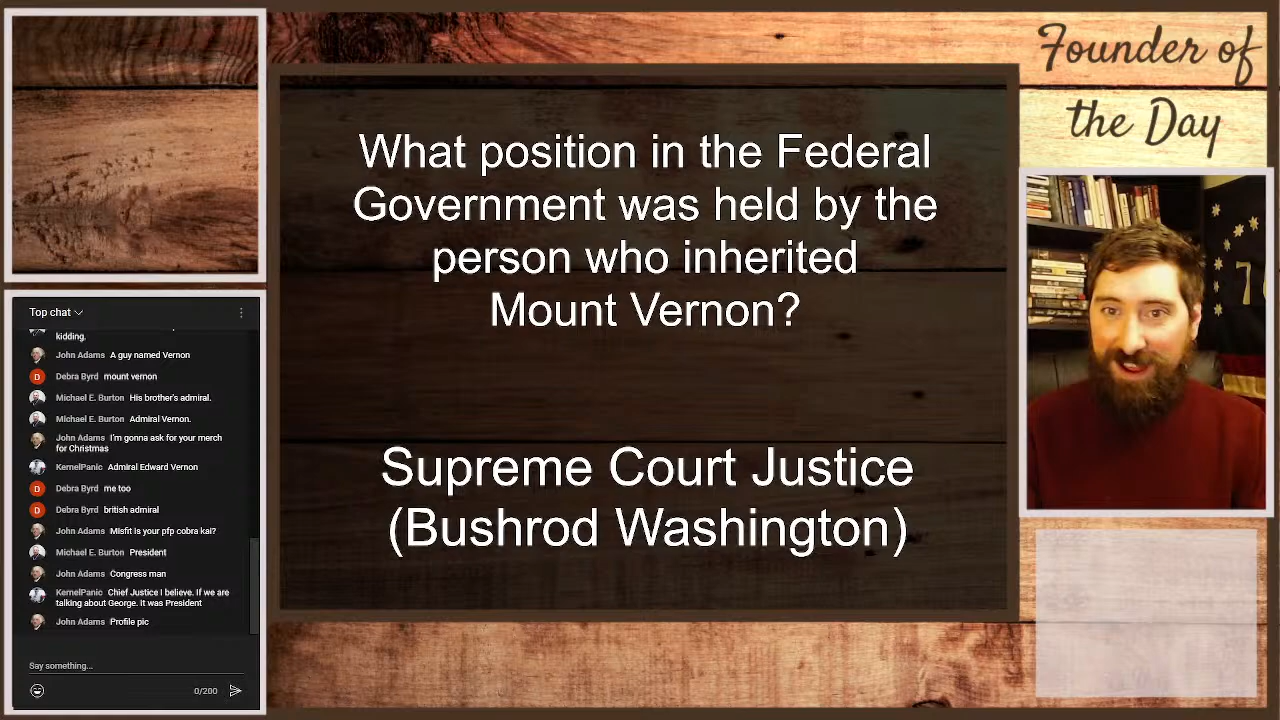 Founder of
the Day
What position in the Federal
Government was held by the
person who inherited
Mount Vernon?
Supreme Court Justice
(Bushrod Washington)
Top chat
kidding.
John Adams A guy named Vernon
Debra Byrd mount vernon
Michael E. Burton His brother's admiral.
Michael E. Burton Admiral Vernon.
John Adams I'm gonna ask for your merch
for Christmas
KernelPanic Admiral Edward Vernon
Debra Byrd me too
Debra Byrd british admiral
John Adams Misfit is your pfp cobra kai?
Michael E. Burton President
John Adams Congress man
KernelPanic Chief Justice I believe. If we are
talking about George. It was President
John Adams Profile pic
Say something...
0/200
D
D
D
7